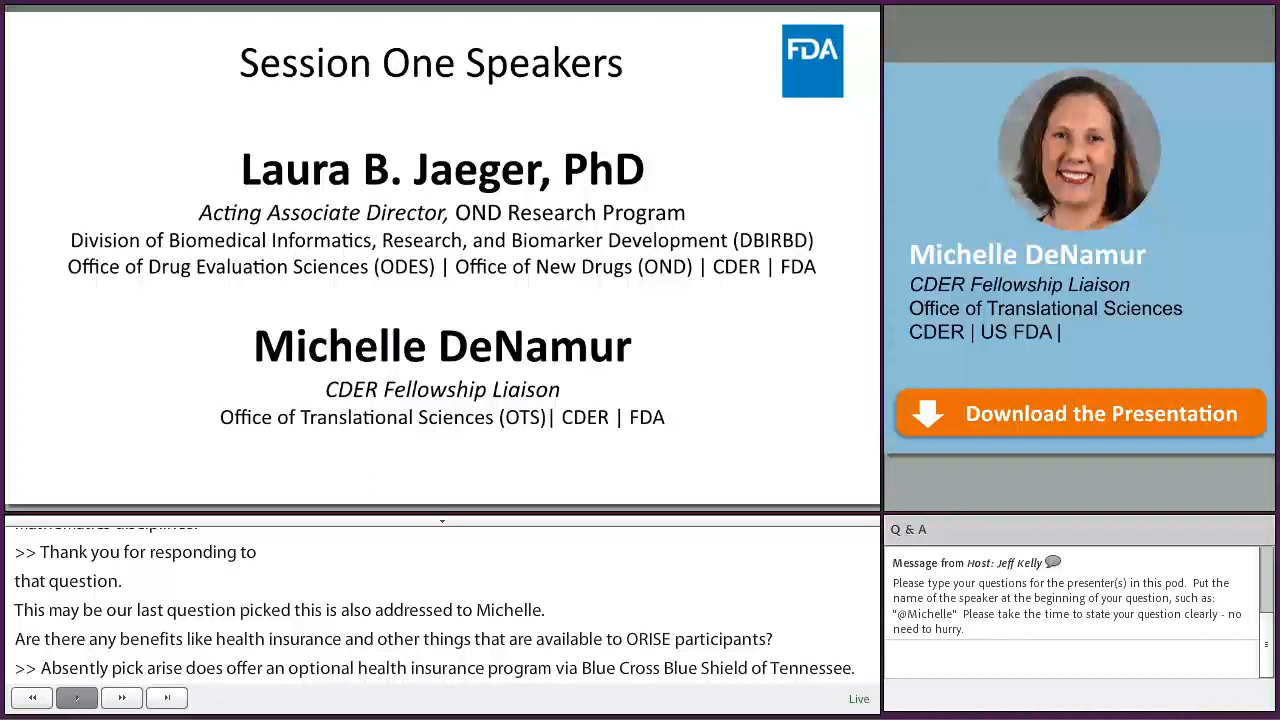 Session One Speakers
FDA
Laura B. Jaeger, PhD
Acting Associate Director, OND Research Program
Division of Biomedical Informatics, Research, and Biomarker Development (DBIRBD)
Office of Drug Evaluation Sciences (ODES) | Office of New Drugs (OND) | CDER | FDA
Michelle DeNamur
CDER Fellowship Liaison
Office of Translational Sciences (OTS)| CDER | FDA
Michelle DeNamur
CDER Fellowship Liaison
Office of Translational Sciences
CDER | US FDA |
Download the Presentation
>> Thank you for responding to
that question.
This may be our last question picked this is also addressed to Michelle.
Are there any benefits like health insurance and other things that are available to ORISE participants?
>> Absently pick arise does offer an optional health insurance program via Blue Cross Blue Shield of Tennessee.
Live
Q & A
Message from Host: Jeff Kelly
Please type your questions for the presenter(s) in this pod. Put the
name of the speaker at the beginning of your question, such as:
"@Michelle" Please take the time to state your question clearly - no
need to hurry.